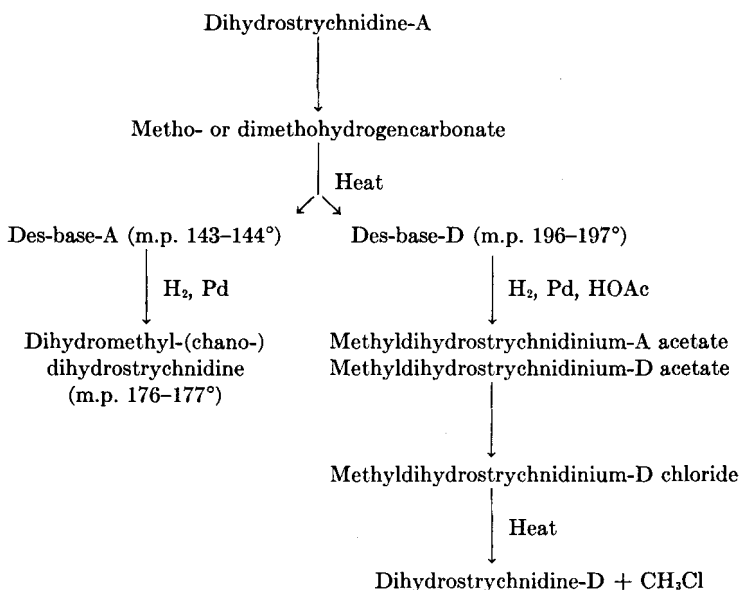 Dihydrostrychnidine-A
Metho- or dimethohydrogencarbonate
Heat
Des-base-A (m.p. 143–144°)
Des-base-D (m.p. 196–197°)
H₂, Pd
H₂, Pd, HOAc
Dihydromethyl-(chano-)
dihydrostrychnidine
(m.p. 176–177°)
Methyldihydrostrychnidinium-A acetate
Methyldihydrostrychnidinium-D acetate
Methyldihydrostrychnidinium-D chloride
Heat
Dihydrostrychnidine-D + CH₃Cl